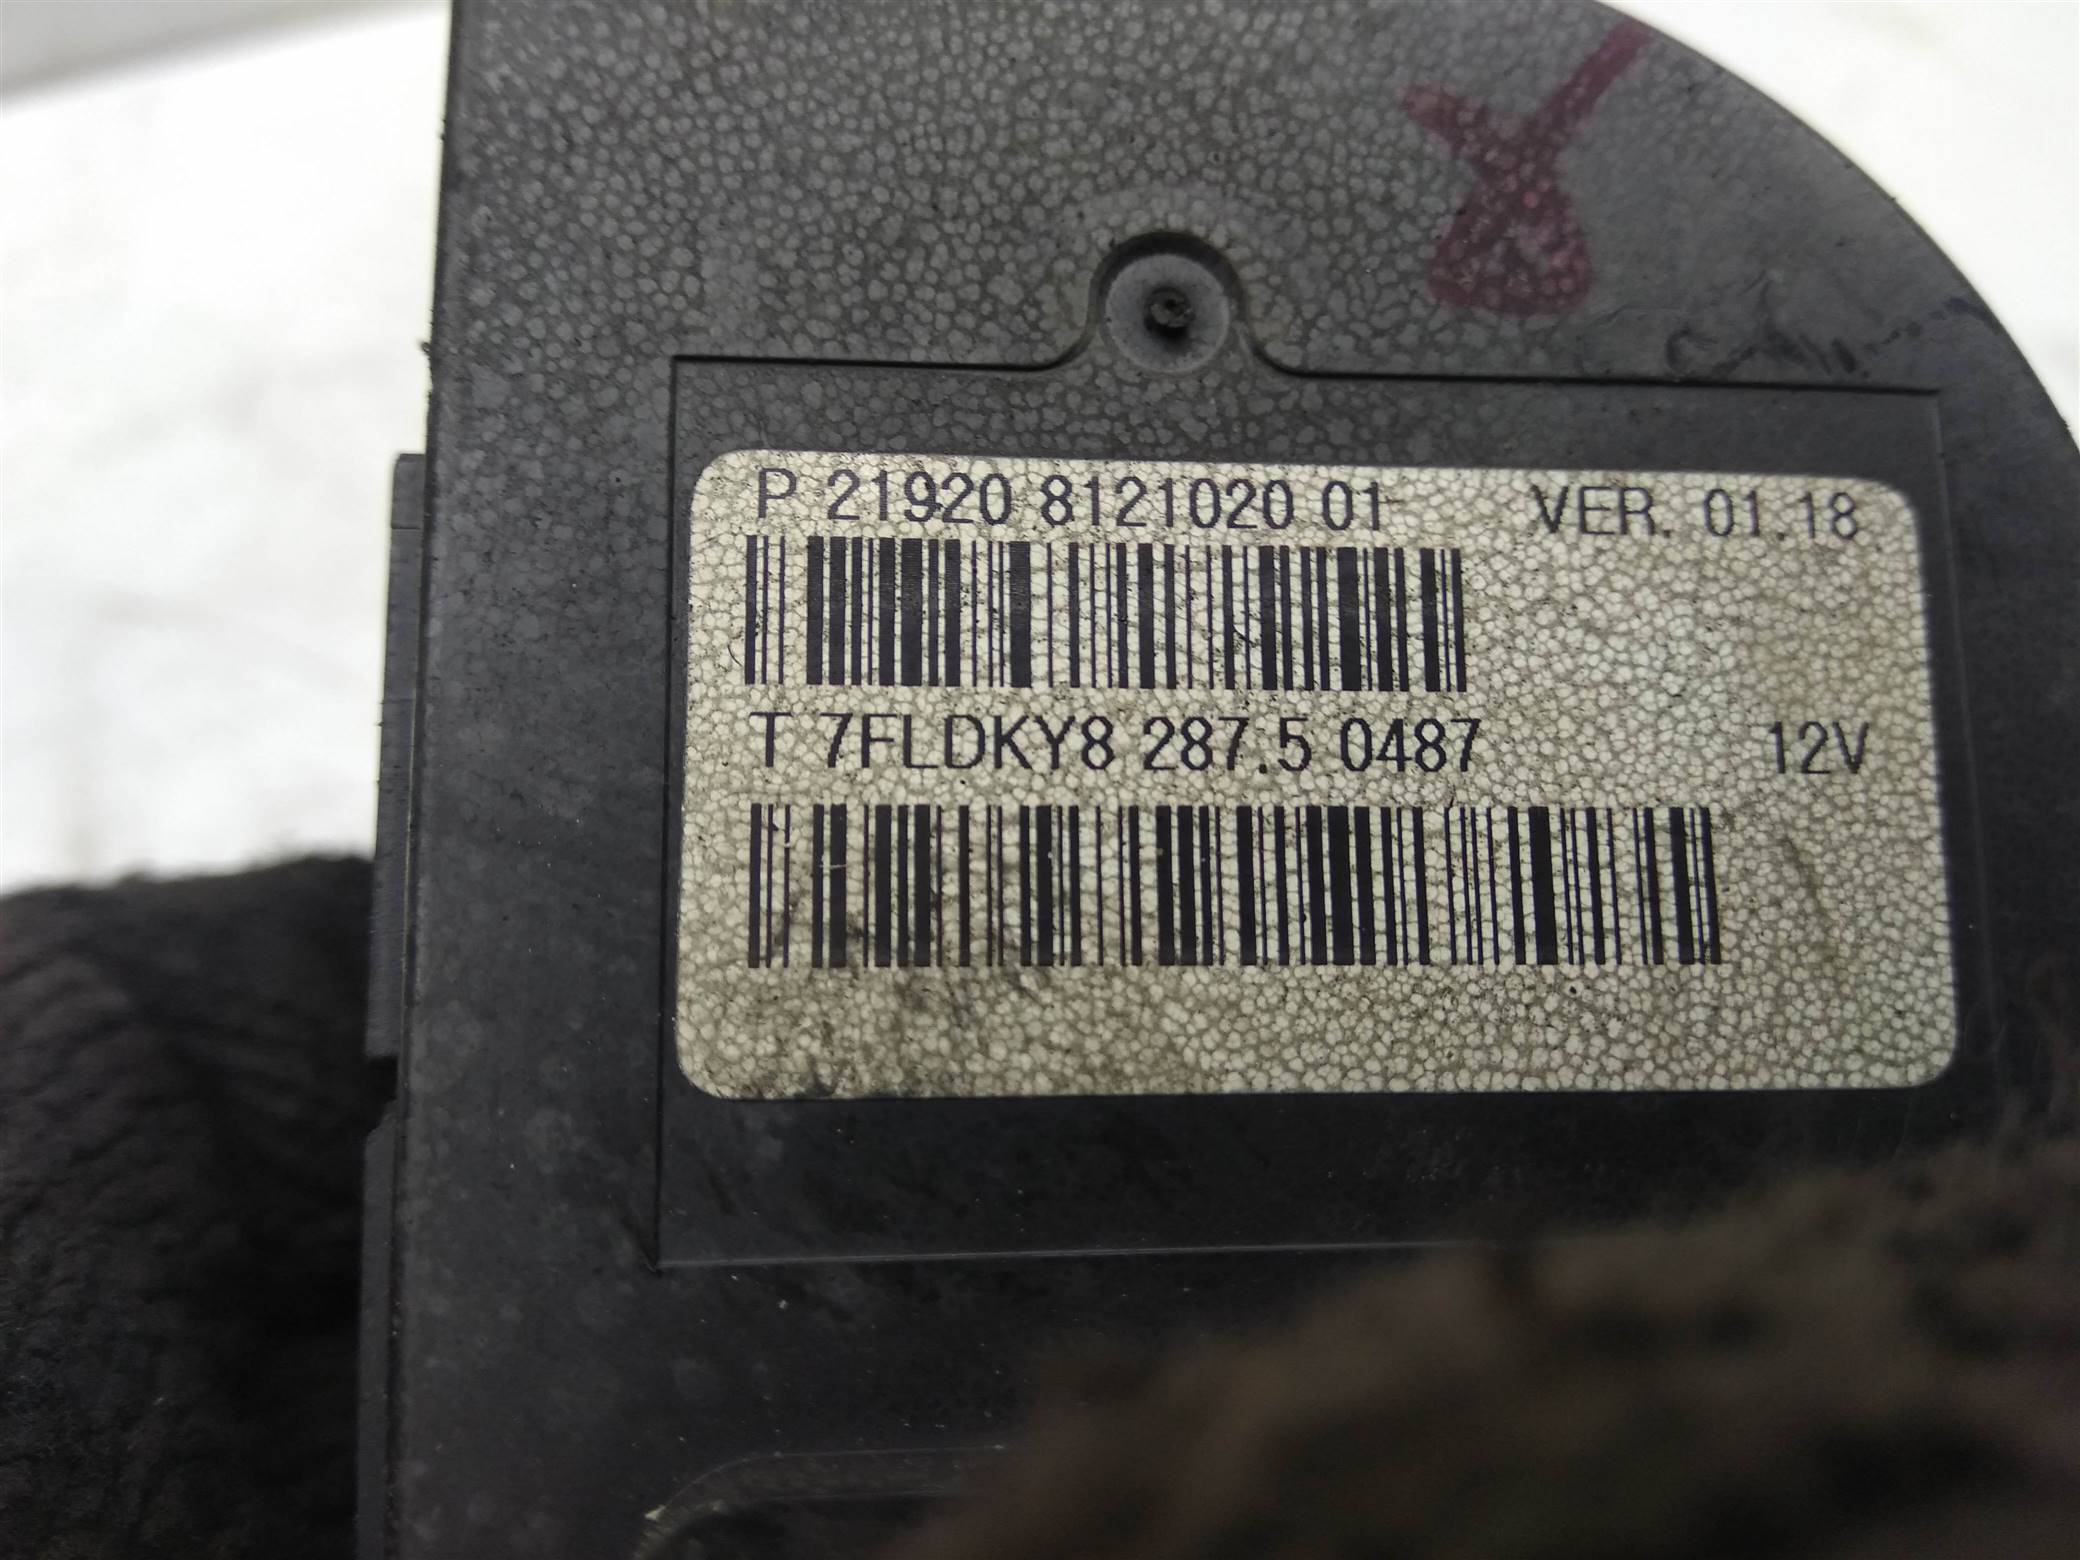 P 21920 8121020 01 VER. 01.18
T 7FLDKY8 287.5 0487 12V